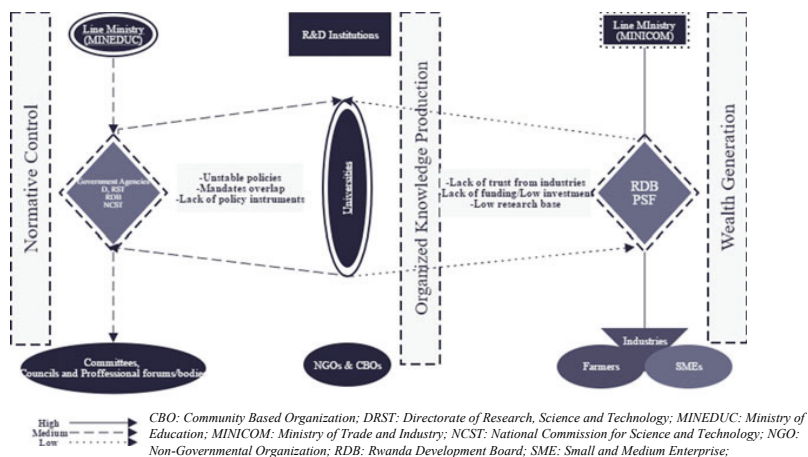 Line Ministry
(MINEDUC)
R&D Institutions
Line MInistry
(MINICOM)
Normative Control
Government Agencies
D, RST
RDB
NCST
-Unstable policies
-Mandates overlap
-Lack of policy instruments
Universities
Organized Knowledge Production
-Lack of trust from industries
-Lack of funding/Low investment
-Low research base
RDB
PSF
Wealth Generation
Committees,
Councils and Proffessional forums/bodies
NGOs & CBOs
Industries
Farmers
SMEs
High
Medium
Low
CBO: Community Based Organization; DRST: Directorate of Research, Science and Technology; MINEDUC: Ministry of
Education; MINICOM: Ministry of Trade and Industry; NCST: National Commission for Science and Technology; NGO:
Non-Governmental Organization; RDB: Rwanda Development Board; SME: Small and Medium Enterprise;